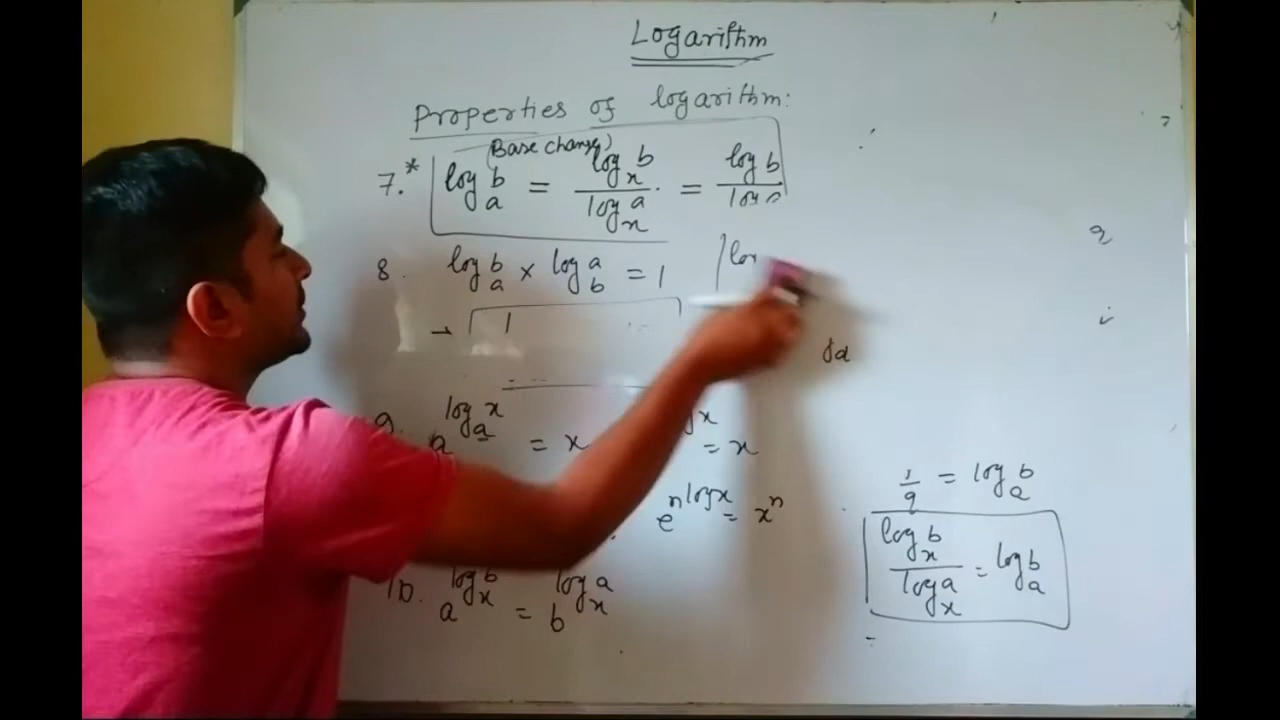 Logarithm
Properties of logarithm:
(Base change)
7.* log_a b = log_x b / log_x a = log b / log a
8. log_a b × log_b a = 1
1
9. a^(log_a x) = x
= x
e^(n log x) = x^n
10. a^(log_x b) = b^(log_x a)
1/q = log_a b
log_x b / log_x a = log_a b